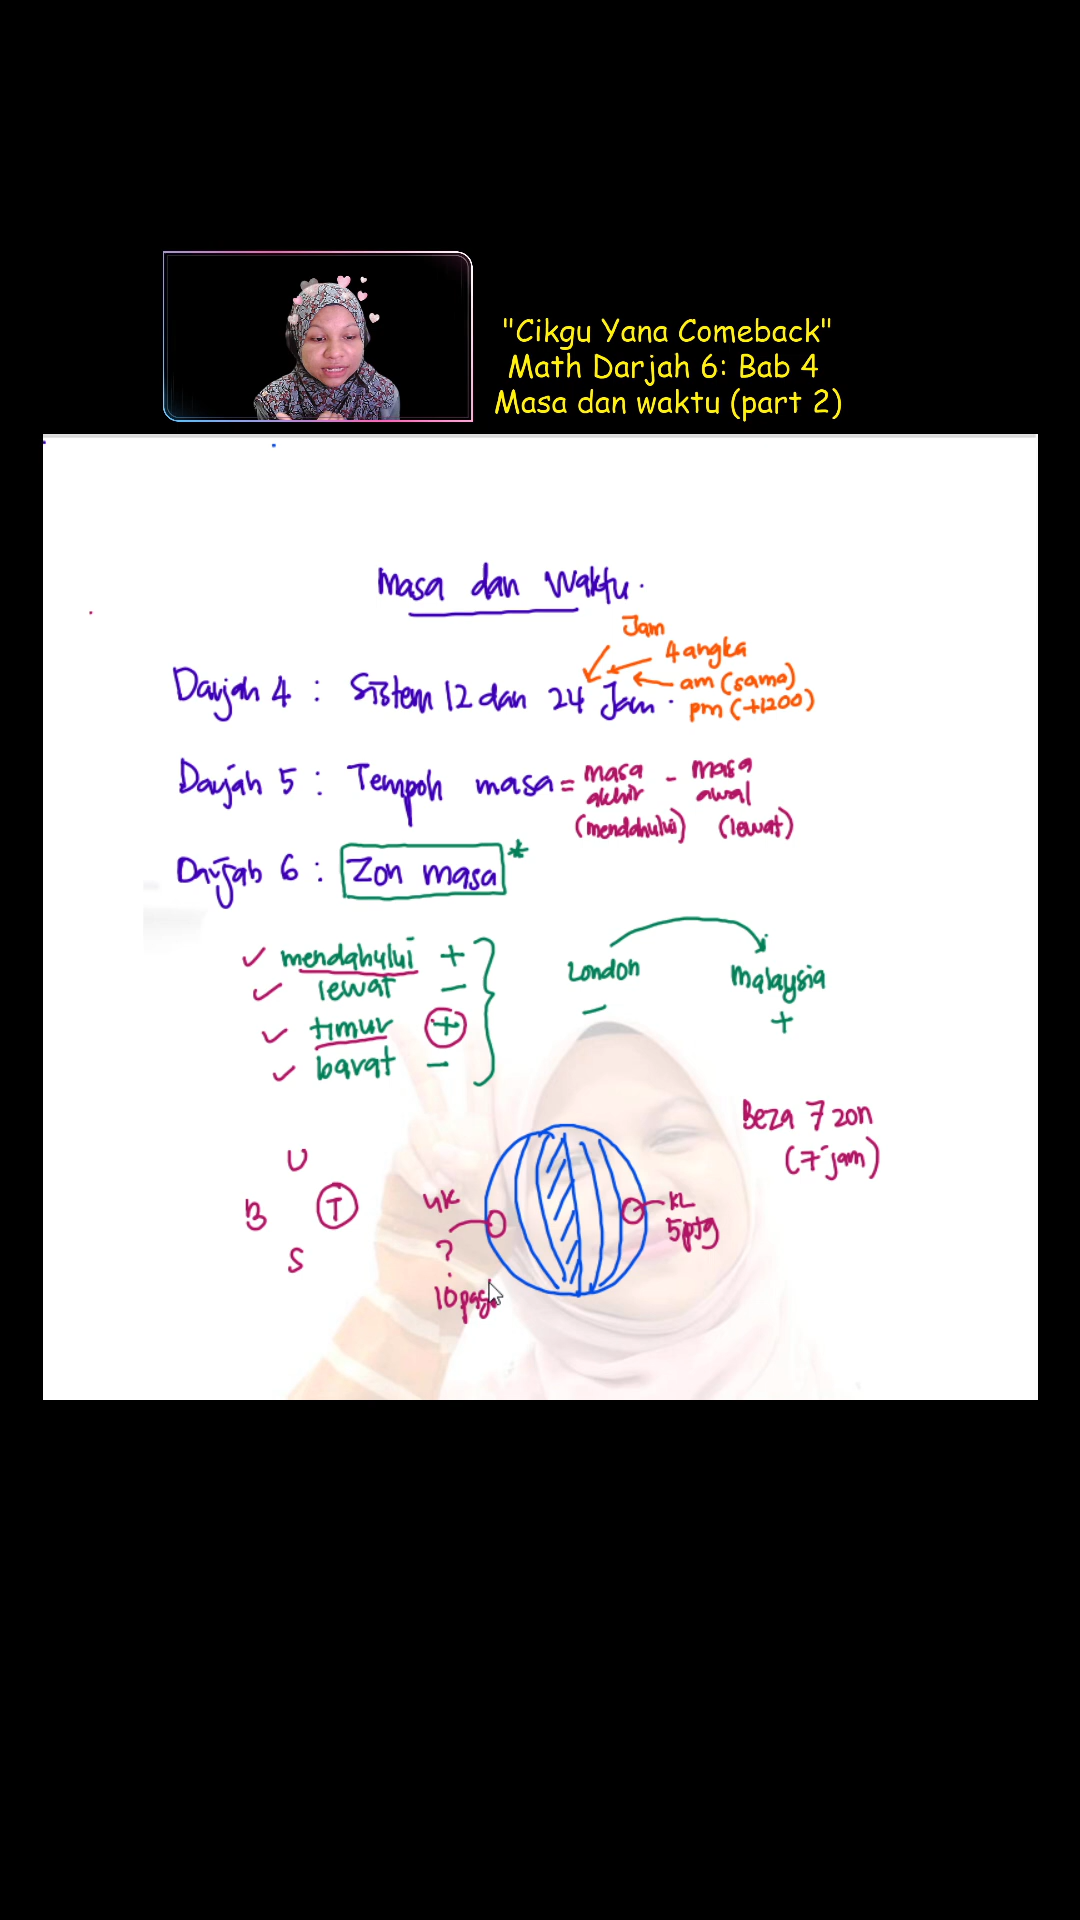 "Cikgu Yana Comeback"
Math Darjah 6: Bab 4
Masa dan waktu (part 2)
Masa dan Waktu.
Jam
4 angka
am (sama)
pm (+1200)
Darjah 4 : Sistem 12 dan 24 Jam.
Darjah 5 : Tempoh masa = masa akhir - masa awal
(mendahului) (lewat)
Darjah 6 : Zon masa *
✓ mendahului +
✓ lewat -
✓ timur +
✓ barat -
London
-
Malaysia
+
Beza 7 zon
(7 jam)
U
B T
S
UK
?
10 pagi
KL
5 ptg